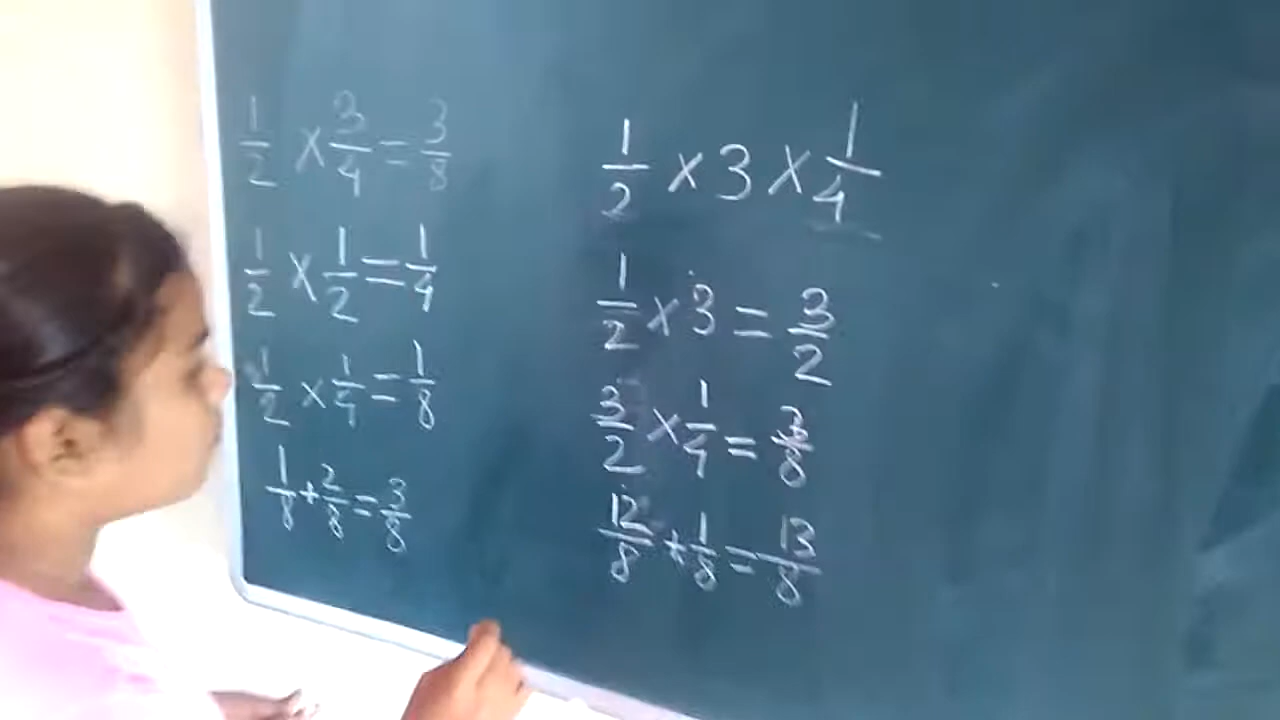 1/2 × 3/4 = 3/8
1/2 × 1/2 = 1/4
1/2 × 1/4 = 1/8
1/8 + 2/8 = 3/8
1/2 × 3 × 1/4
1/2 × 3 = 3/2
3/2 × 1/4 = 3/8
12/8 + 1/8 = 13/8